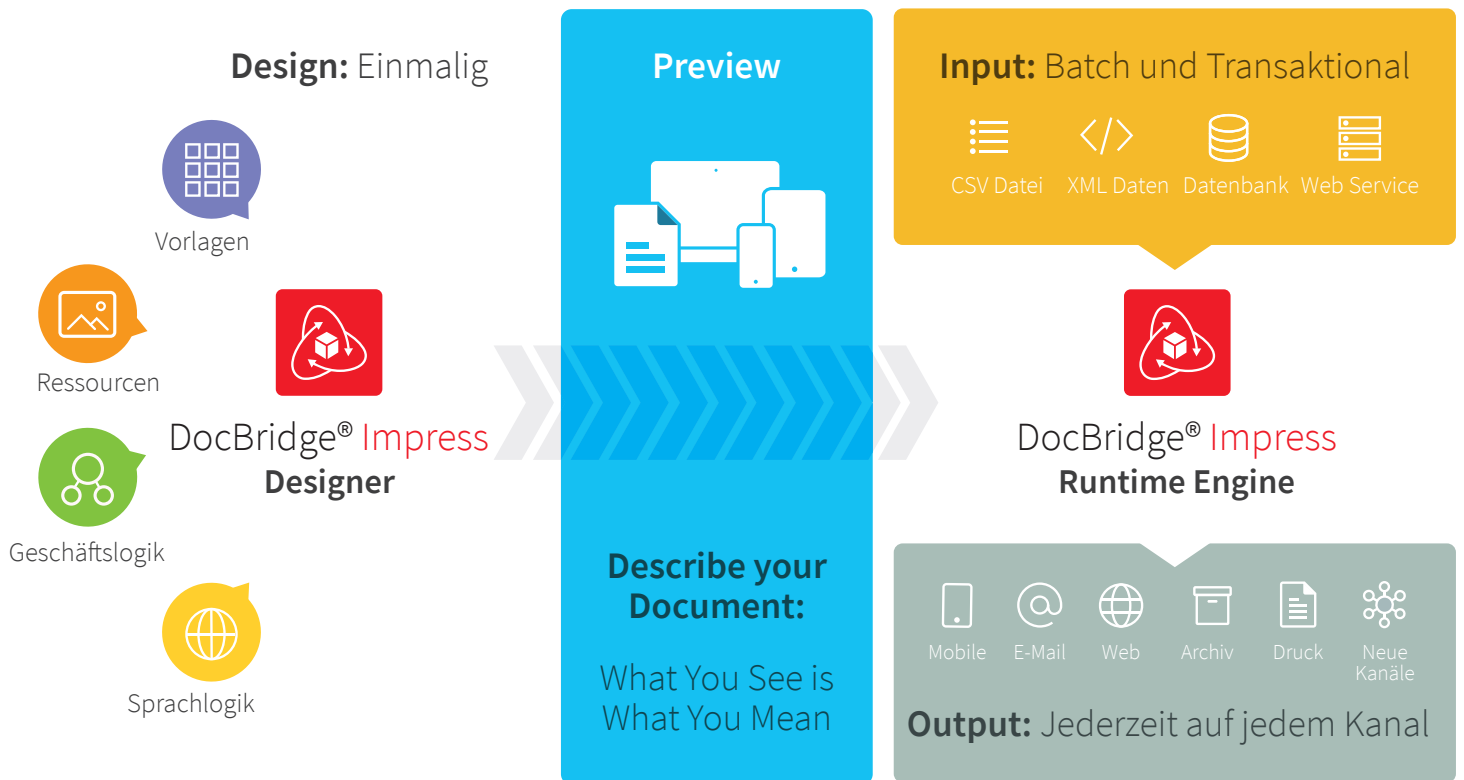 Design: Einmalig
Vorlagen
Ressourcen
Geschäftslogik
Sprachlogik
DocBridge® Impress
Designer
Preview
Describe your
Document:
What You See is
What You Mean
Input: Batch und Transaktional
CSV Datei
XML Daten
Datenbank
Web Service
DocBridge® Impress
Runtime Engine
Mobile
E-Mail
Web
Archiv
Druck
Neue
Kanäle
Output: Jederzeit auf jedem Kanal